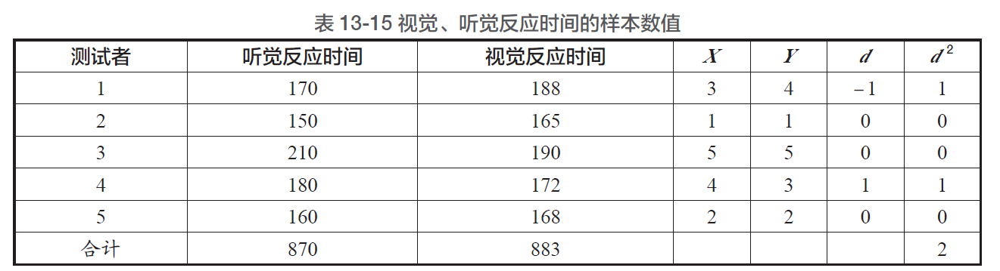 表 13-15 视觉、听觉反应时间的样本数值
测试者 听觉反应时间 视觉反应时间 X Y d d²
1 170 188 3 4 –1 1
2 150 165 1 1 0 0
3 210 190 5 5 0 0
4 180 172 4 3 1 1
5 160 168 2 2 0 0
合计 870 883 2